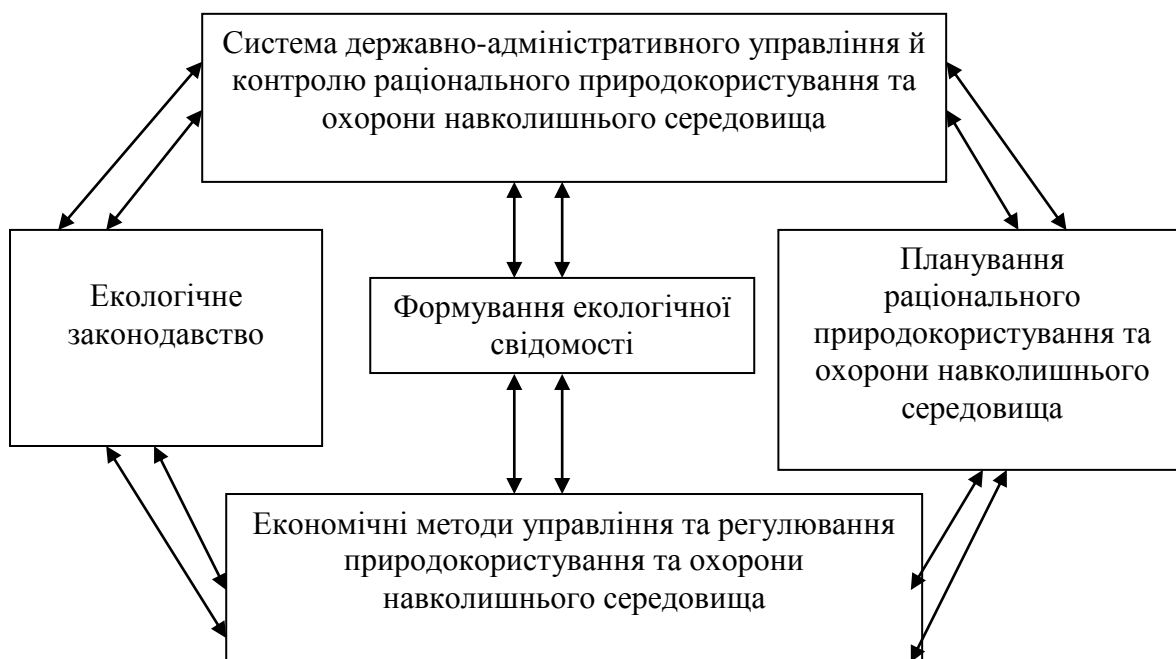 Система державно-адміністративного управління й
контролю раціонального природокористування та
охорони навколишнього середовища
Екологічне
законодавство
Формування екологічної
свідомості
Планування
раціонального
природокористування та
охорони навколишнього
середовища
Економічні методи управління та регулювання
природокористування та охорони
навколишнього середовища